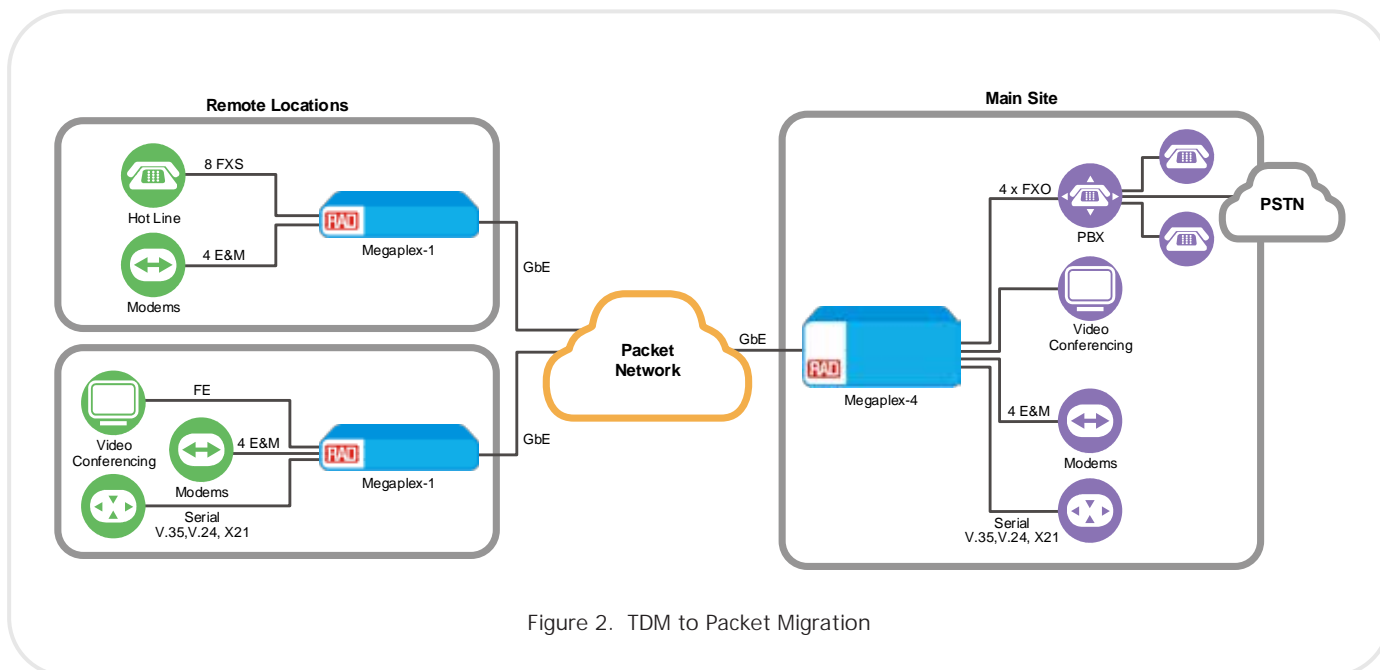 Remote Locations
8 FXS
Hot Line
4 E&M
Modems
RAD
Megaplex-1
GbE
FE
Video
Conferencing
4 E&M
Modems
Serial
V.35,V.24, X21
RAD
Megaplex-1
GbE
Packet
Network
GbE
Main Site
RAD
Megaplex-4
4 x FXO
PBX
PSTN
Video
Conferencing
4 E&M
Modems
Serial
V.35,V.24, X21
Figure 2. TDM to Packet Migration